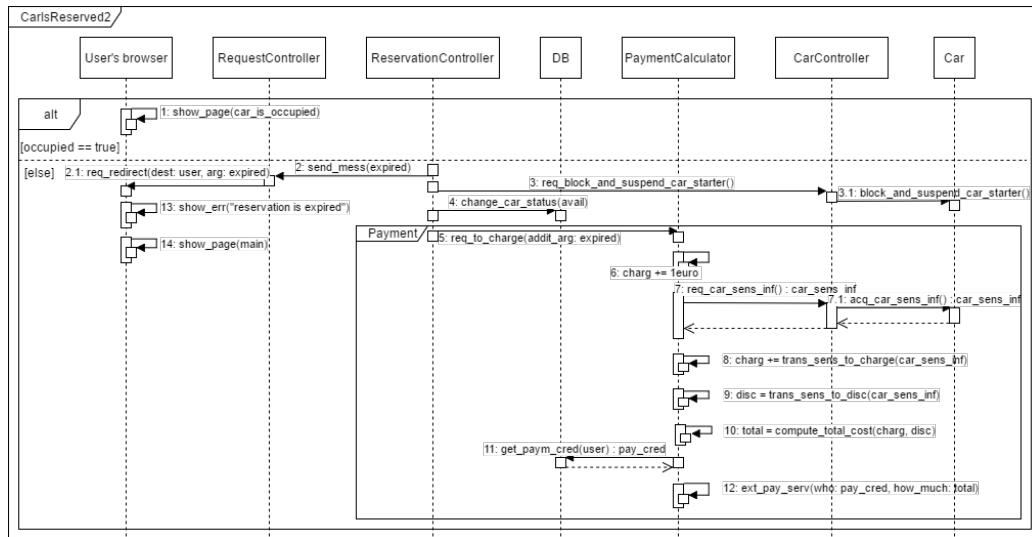 CarIsReserved2
User's browser
RequestController
ReservationController
DB
PaymentCalculator
CarController
Car
alt
1: show_page(car_is_occupied)
[occupied == true]
[else]
2: send_mess(expired)
2.1: req_redirect(dest: user, arg: expired)
3: req_block_and_suspend_car_starter()
3.1: block_and_suspend_car_starter()
13: show_err("reservation is expired")
4: change_car_status(avail)
Payment
5: req_to_charge(addit_arg: expired)
14: show_page(main)
6: charg += 1euro
7: req_car_sens_inf() : car_sens_inf
7.1: acq_car_sens_inf() : car_sens_inf
8: charg += trans_sens_to_charge(car_sens_inf)
9: disc = trans_sens_to_disc(car_sens_inf)
10: total = compute_total_cost(charg, disc)
11: get_paym_cred(user) : pay_cred
12: ext_pay_serv(who: pay_cred, how_much: total)